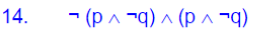 14. ¬ (p ∧ ¬q) ∧ (p ∧ ¬q)